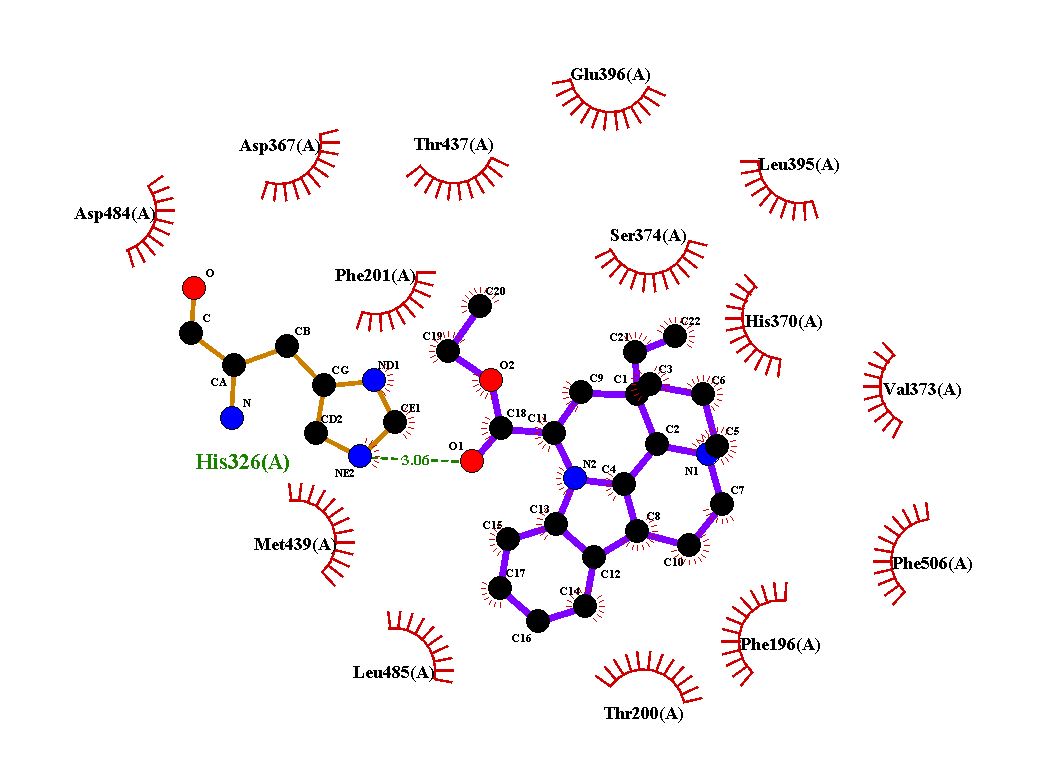 Glu396(A)
Asp367(A)
Thr437(A)
Leu395(A)
Asp484(A)
Ser374(A)
O
Phe201(A)
C20
C
CB
C19
C21
C22
His370(A)
CA
CG
ND1
O2
C9
C1
C3
C6
Val373(A)
N
CD2
CE1
C18
C11
C2
C5
His326(A)
NE2
3.06
O1
N2
C4
N1
C7
C13
C8
Met439(A)
C15
C12
C10
Phe506(A)
C17
C14
C16
Phe196(A)
Leu485(A)
Thr200(A)